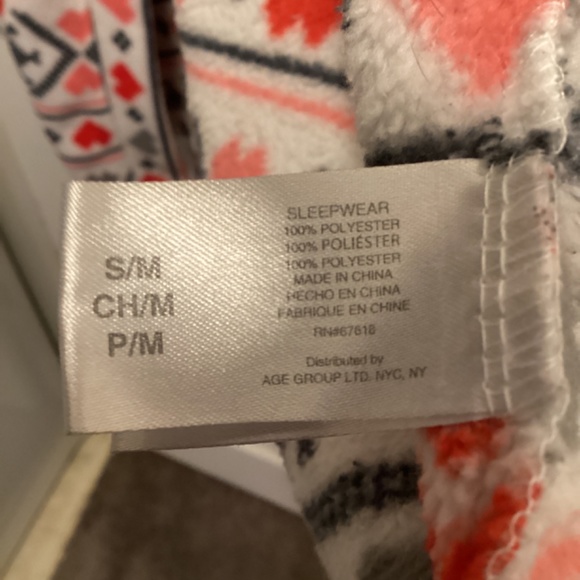 S/M
CH/M
P/M
SLEEPWEAR
100% POLYESTER
100% POLIÉSTER
100% POLYESTER
MADE IN CHINA
HECHO EN CHINA
FABRIQUE EN CHINE
RN#67618
Distributed by
AGE GROUP LTD. NYC, NY